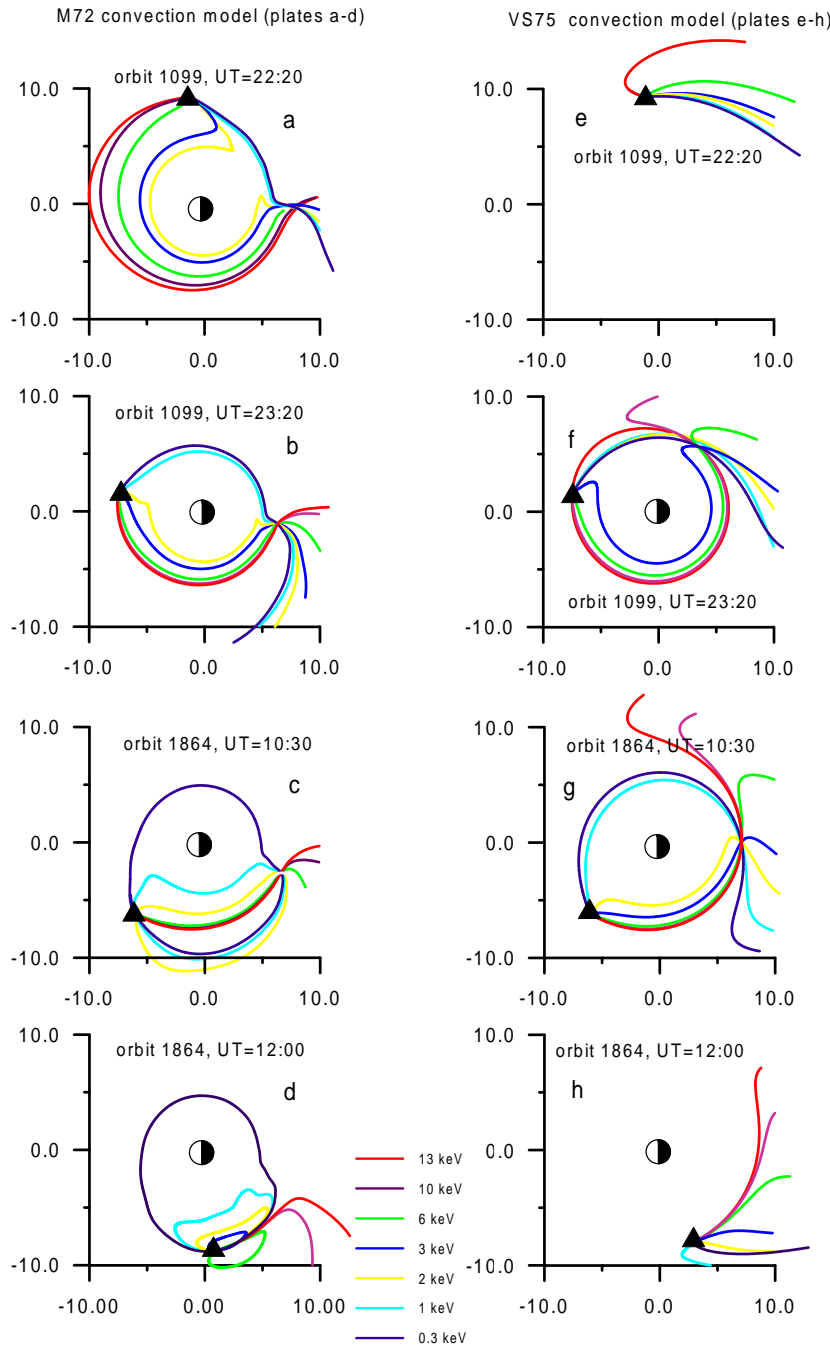 M72 convection model (plates a-d)
VS75 convection model (plates e-h)
10.0
orbit 1099, UT=22:20
a
0.0
-10.0
-10.0 0.0 10.0
10.0
e
orbit 1099, UT=22:20
0.0
-10.0
-10.0 0.0 10.0
10.0
orbit 1099, UT=23:20
b
0.0
-10.0
-10.0 0.0 10.0
10.0
f
0.0
orbit 1099, UT=23:20
-10.0
-10.0 0.0 10.0
10.0
orbit 1864, UT=10:30
c
0.0
-10.0
-10.0 0.0 10.0
10.0
orbit 1864, UT=10:30
g
0.0
-10.0
-10.0 0.0 10.0
10.0
orbit 1864, UT=12:00
d
0.0
-10.0
-10.00 0.00 10.00
13 keV
10 keV
6 keV
3 keV
2 keV
1 keV
0.3 keV
10.0
orbit 1864, UT=12:00
h
0.0
-10.0
-10.0 0.0 10.0